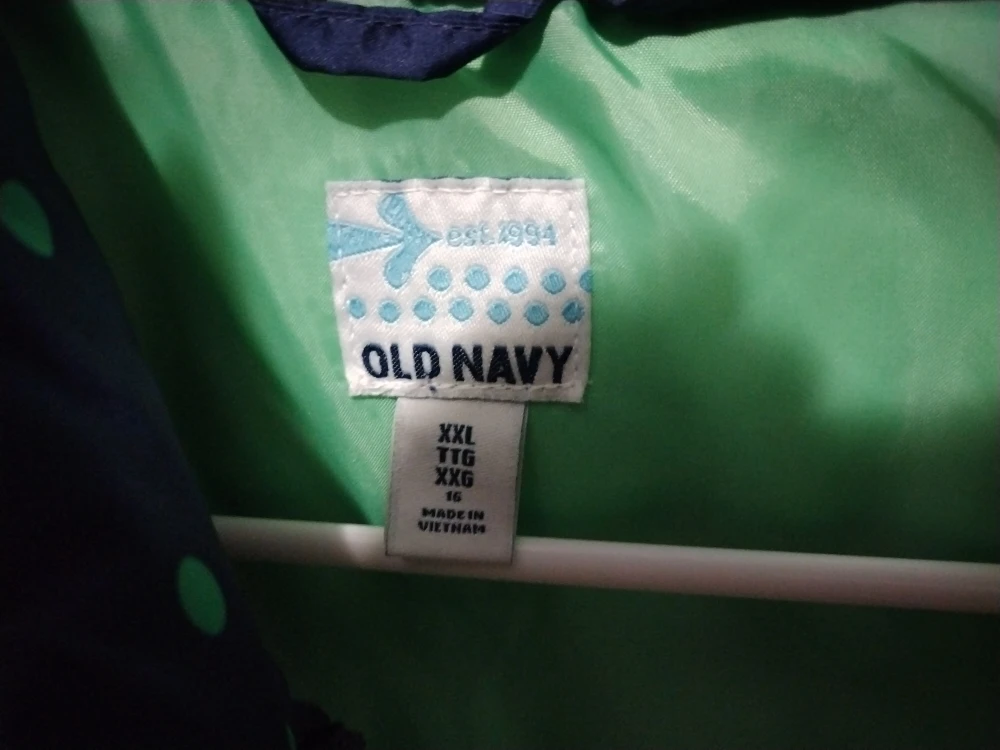 est.1994
OLD NAVY
XXL
TTG
XXG
16
MADE IN
VIETNAM